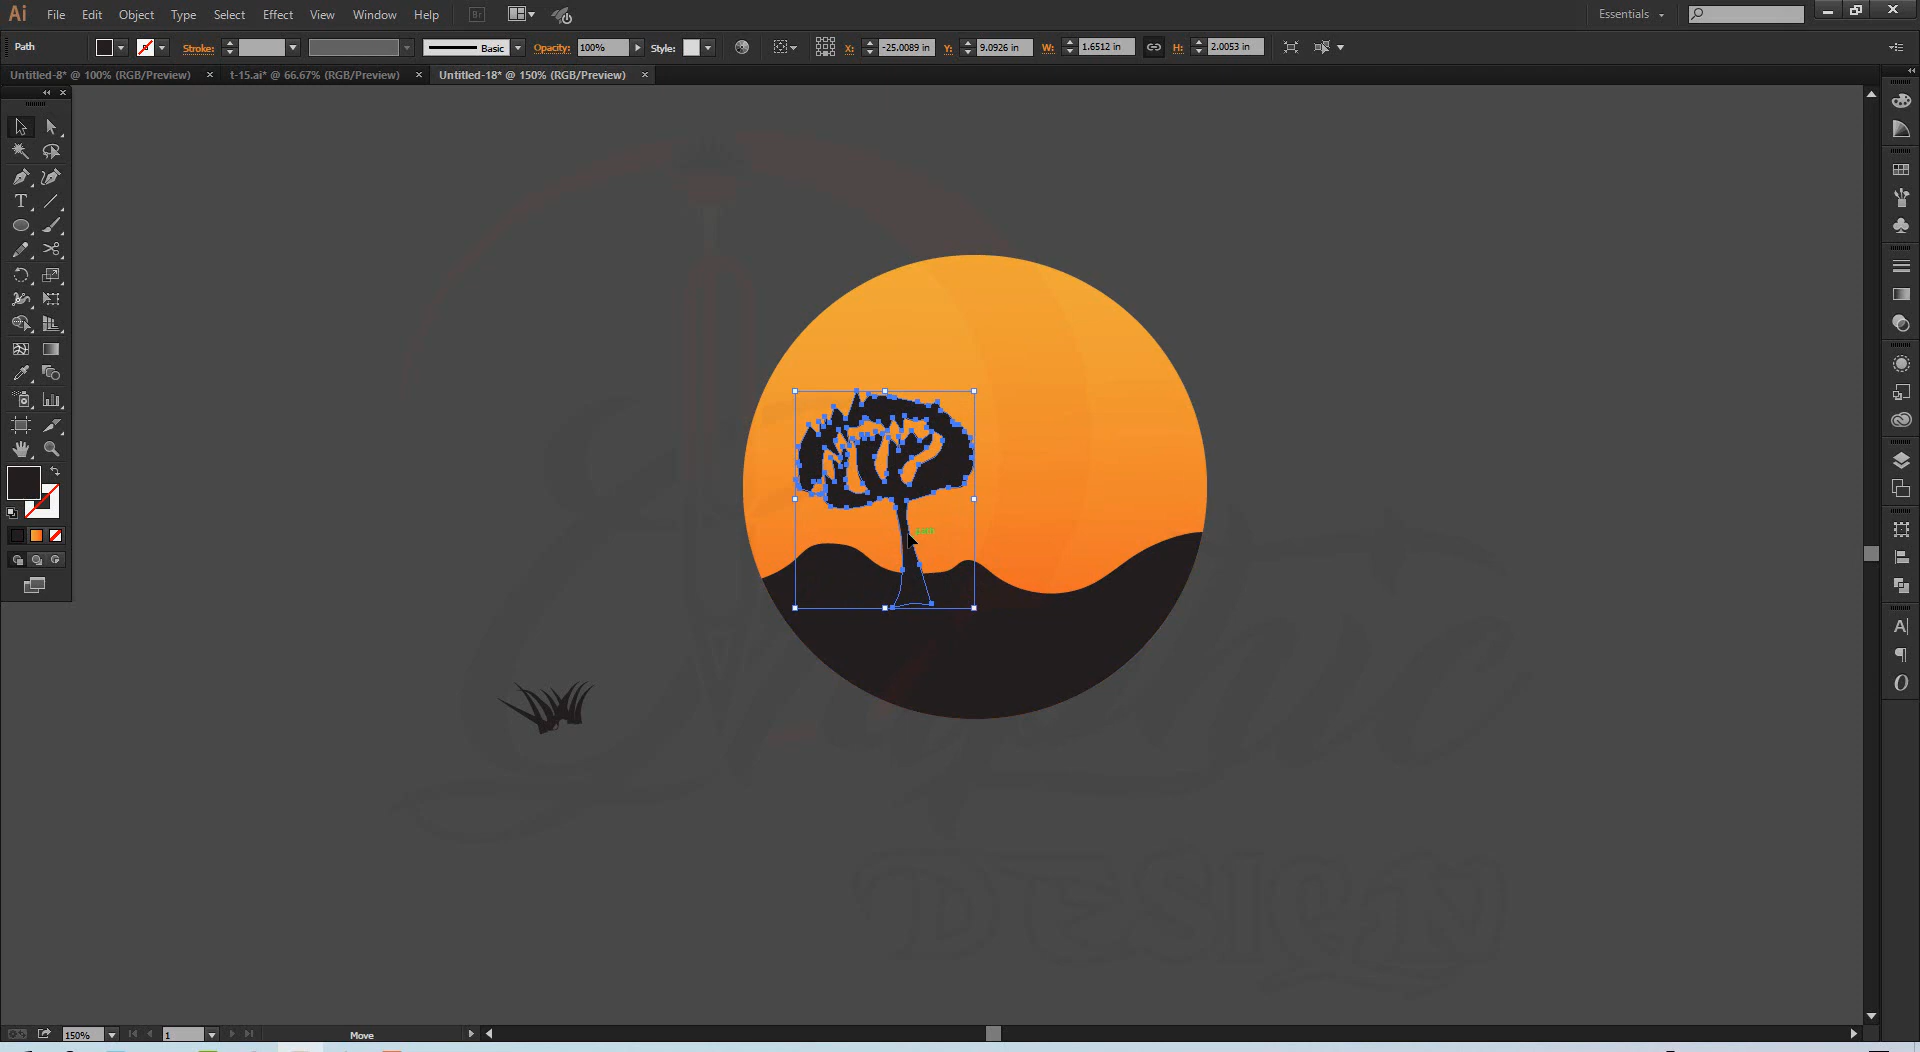 Ai File Edit Object Type Select Effect View Window Help Br Essentials
Path Stroke: Basic Opacity: 100% Style: X: -25.0089 in Y: 9.0926 in W: 1.6512 in H: 2.0053 in
Untitled-8* @ 100% (RGB/Preview) × t-15.ai* @ 66.67% (RGB/Preview) × Untitled-18* @ 150% (RGB/Preview) ×
DESIGN
150% 1 Move